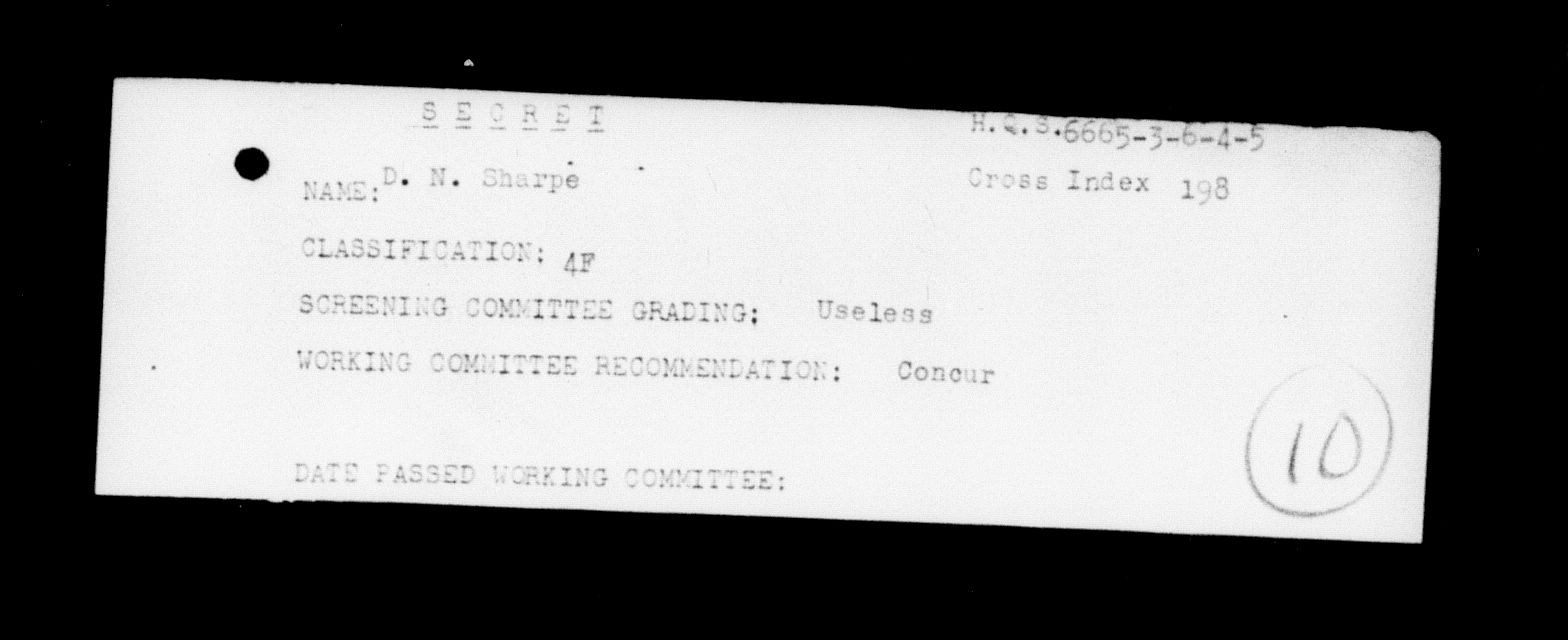 S E C R E T
H.Q.S.6665-3-6-4-5
NAME: D. N. Sharpe
Cross Index 198
CLASSIFICATION: 4F
SCREENING COMMITTEE GRADING: Useless
WORKING COMMITTEE RECOMMENDATION: Concur
10
DATE PASSED WORKING COMMITTEE: